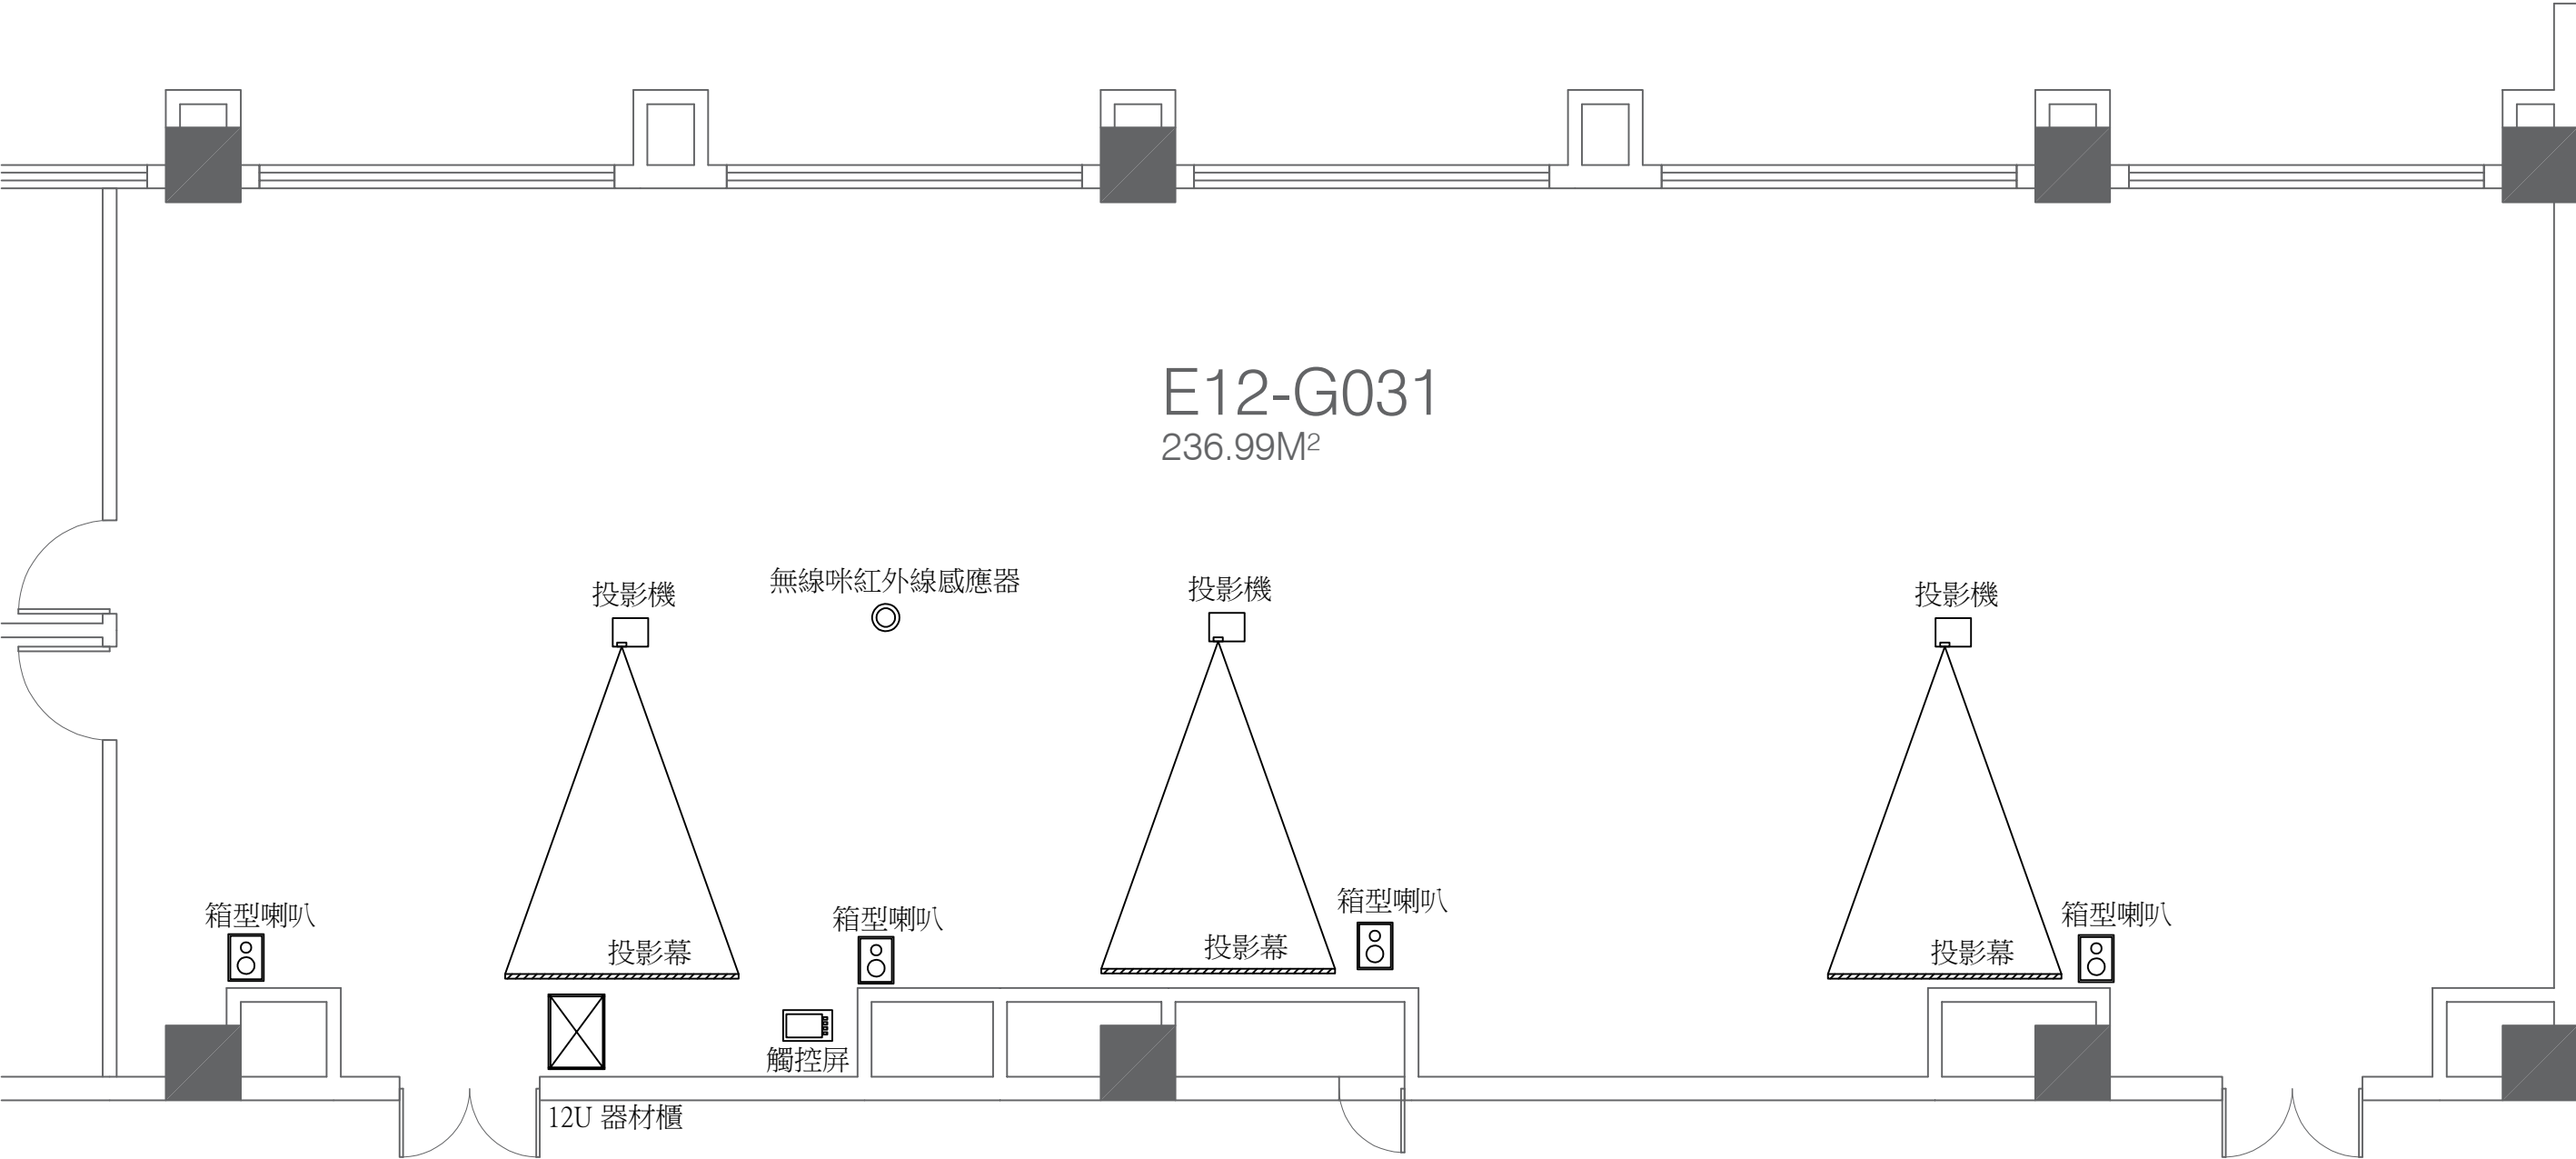 E12-G031
236.99M²
投影機
無線咪紅外線感應器
投影機
投影機
箱型喇叭
投影幕
箱型喇叭
投影幕
箱型喇叭
投影幕
箱型喇叭
觸控屏
12U 器材櫃